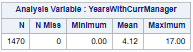 Analysis Variable : YearsWithCurrManager
N N Miss Minimum Mean Maximum
1470 0 0.00 4.12 17.00